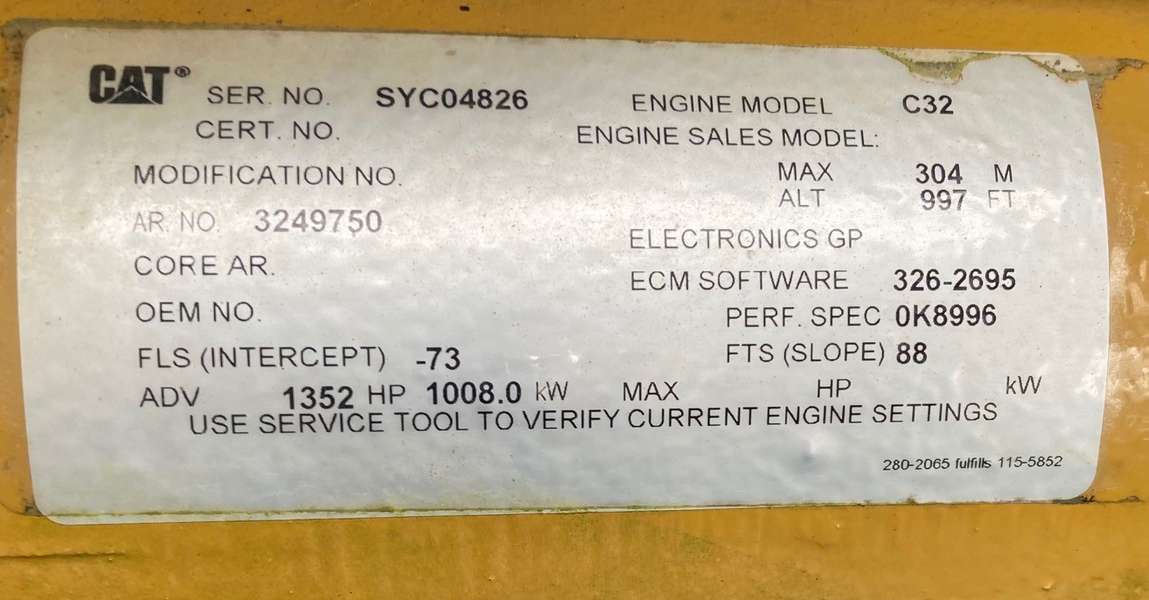 CAT® SER. NO. SYC04826 ENGINE MODEL C32
CERT. NO. ENGINE SALES MODEL:
MODIFICATION NO. MAX 304 M
ALT 997 FT
AR. NO. 3249750 ELECTRONICS GP
CORE AR. ECM SOFTWARE 326-2695
OEM NO. PERF. SPEC 0K8996
FLS (INTERCEPT) -73 FTS (SLOPE) 88
ADV 1352 HP 1008.0 kW MAX HP kW
USE SERVICE TOOL TO VERIFY CURRENT ENGINE SETTINGS
280-2065 fulfills 115-5852